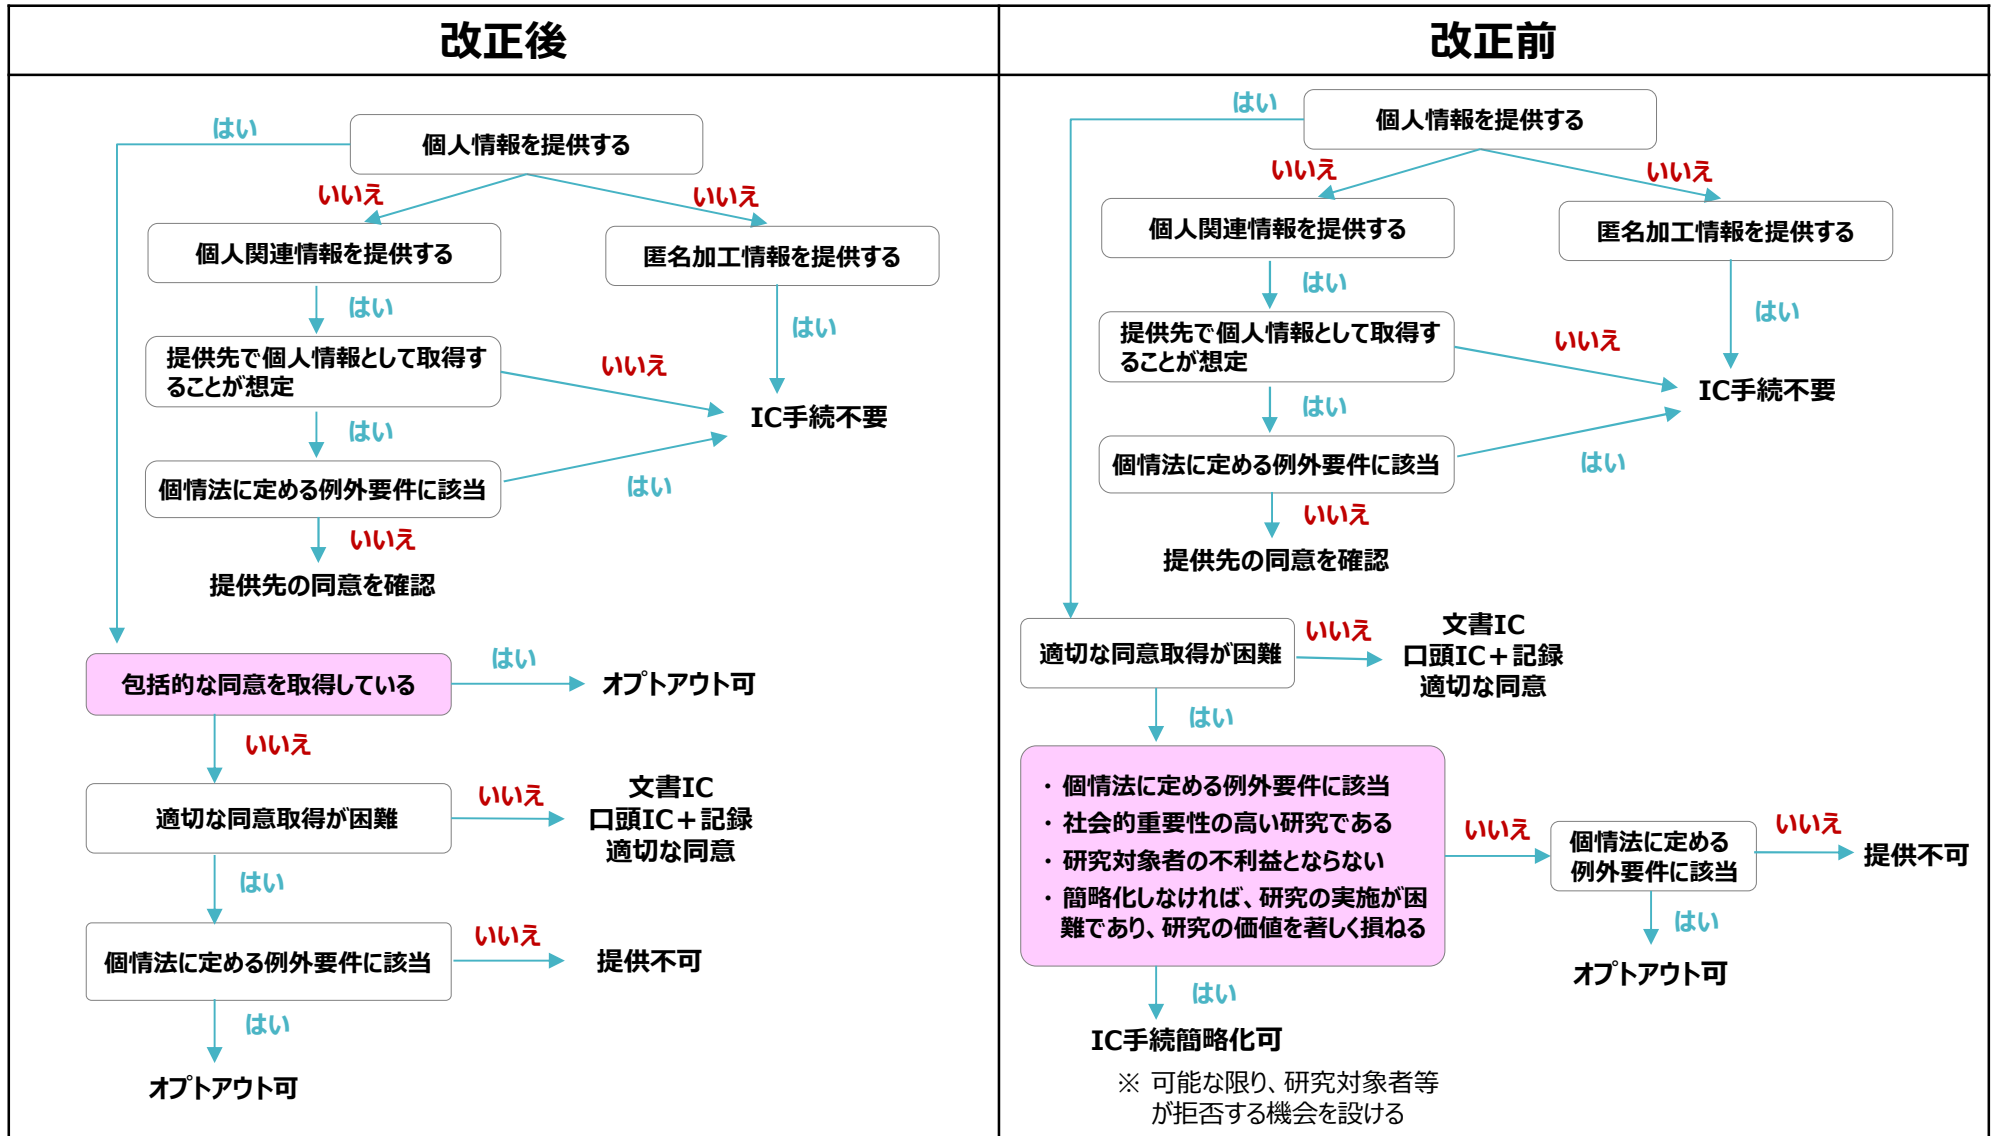 改正後
はい
個人情報を提供する
いいえ
いいえ
個人関連情報を提供する
匿名加工情報を提供する
はい
はい
提供先で個人情報として取得す
ることが想定
いいえ
IC手続不要
はい
個情法に定める例外要件に該当
はい
いいえ
提供先の同意を確認
包括的な同意を取得している
はい
オプトアウト可
いいえ
適切な同意取得が困難
いいえ
文書IC
口頭IC＋記録
適切な同意
はい
個情法に定める例外要件に該当
いいえ
提供不可
はい
オプトアウト可
改正前
はい
個人情報を提供する
いいえ
いいえ
個人関連情報を提供する
匿名加工情報を提供する
はい
はい
提供先で個人情報として取得す
ることが想定
いいえ
IC手続不要
はい
個情法に定める例外要件に該当
はい
いいえ
提供先の同意を確認
適切な同意取得が困難
いいえ
文書IC
口頭IC＋記録
適切な同意
はい
・ 個情法に定める例外要件に該当
・ 社会的重要性の高い研究である
・ 研究対象者の不利益とならない
・ 簡略化しなければ、研究の実施が困
難であり、研究の価値を著しく損ねる
いいえ
個情法に定める
例外要件に該当
いいえ
提供不可
はい
オプトアウト可
はい
IC手続簡略化可
※ 可能な限り、研究対象者等
が拒否する機会を設ける